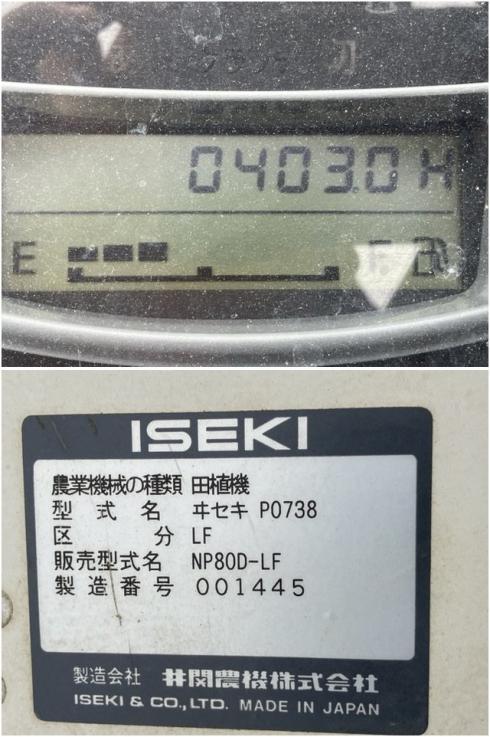 0403.0 H
E F
ISEKI
農業機械の種類 田植機
型式名 ヰセキ P0738
区分 LF
販売型式名 NP80D-LF
製造番号 001445
製造会社 井関農機株式会社
ISEKI & CO.,LTD. MADE IN JAPAN